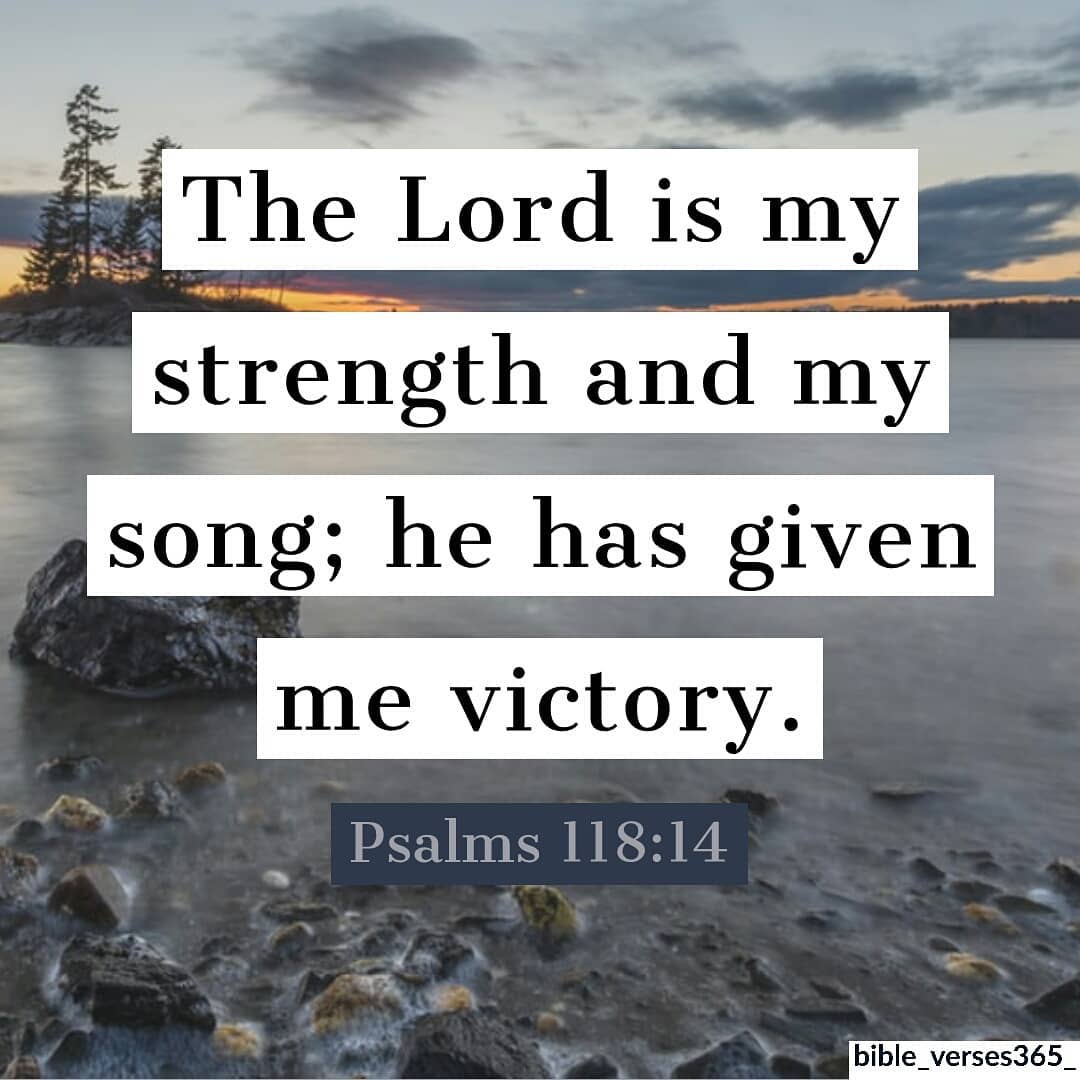 The Lord is my
strength and my
song; he has given
me victory.
Psalms 118:14
bible_verses365_